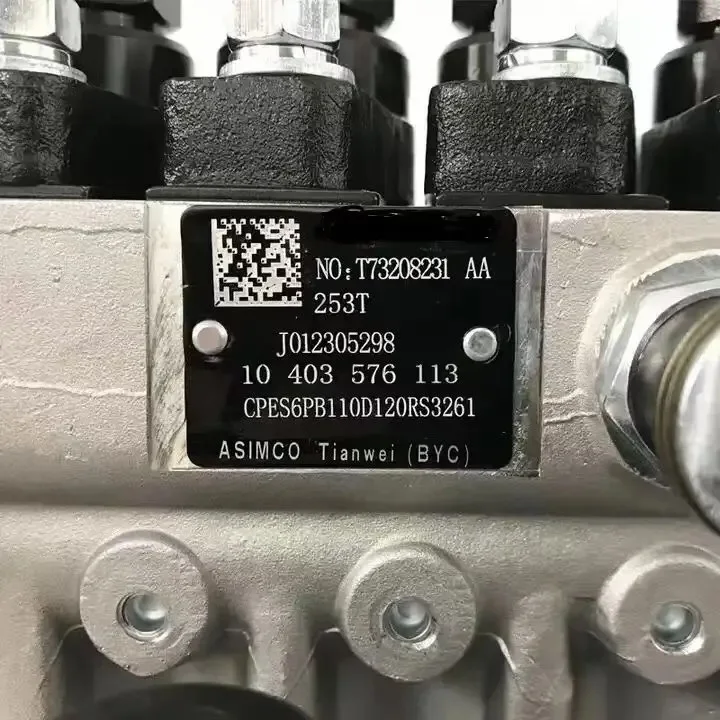 NO:T73208231 AA
253T
J012305298
10 403 576 113
CPES6PB110D120RS3261
ASIMCO Tianwei (BYC)